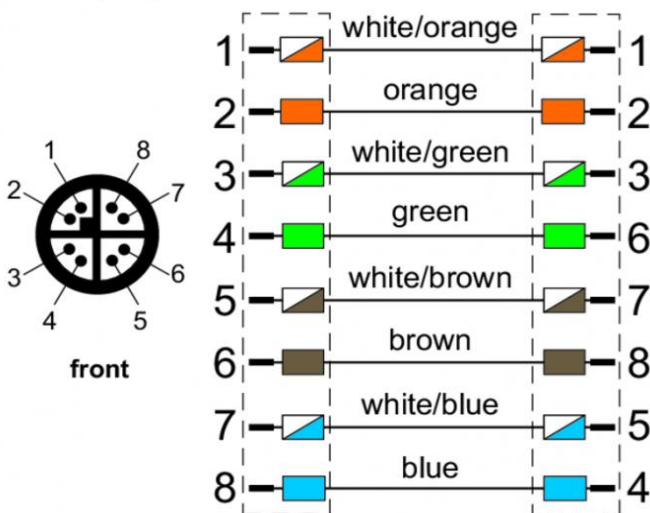 1 8
2 7
3 6
4 5
front
1 white/orange 1
2 orange 2
3 white/green 3
4 green 6
5 white/brown 7
6 brown 8
7 white/blue 5
8 blue 4